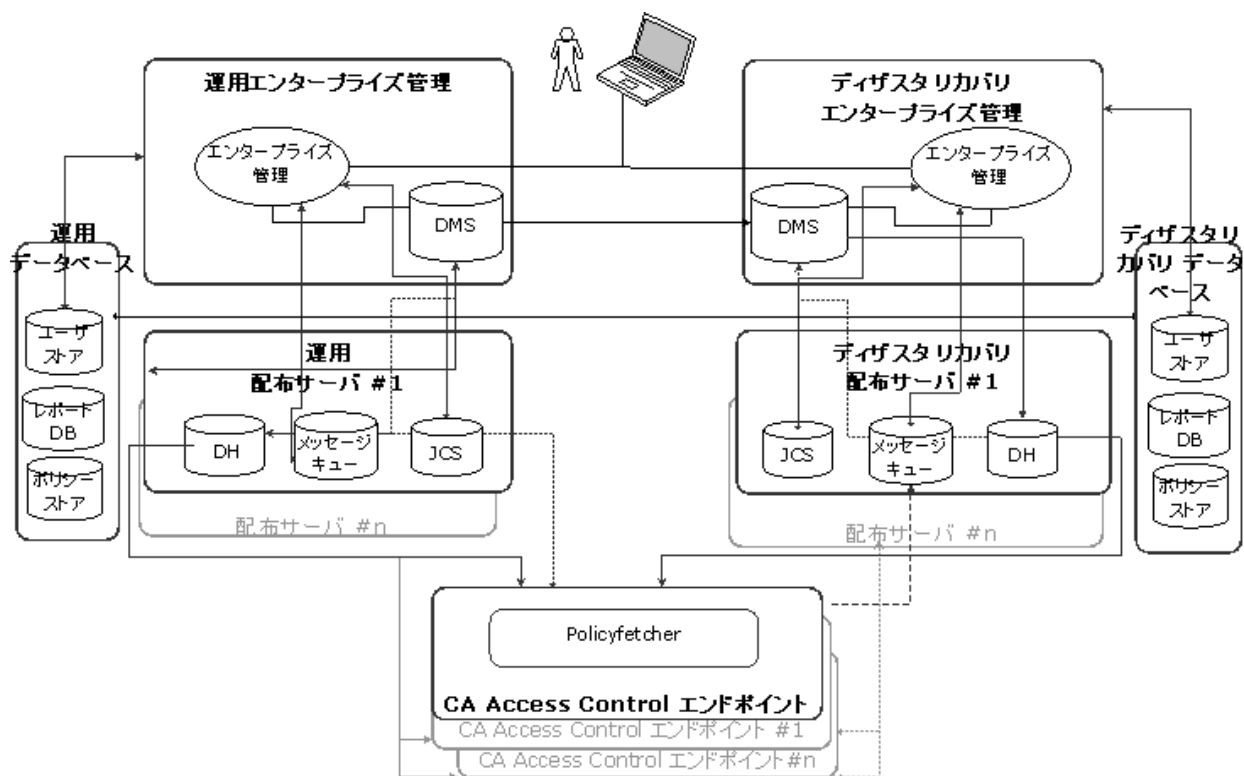 運用エンタープライズ管理
ディザスタリカバリ
エンタープライズ管理
エンタープライズ
管理
DMS
エンタープライズ
管理
DMS
運用
データベース
ユーザ
ストア
レポート
DB
ポリシー
ストア
ディザスタリ
カバリ データ
ベース
ユーザ
ストア
レポート
DB
ポリシー
ストア
運用
配布サーバ #1
DH
メッセージ
キュー
JCS
配布サーバ #n
ディザスタリカバリ
配布サーバ #1
JCS
メッセージ
キュー
DH
配布サーバ #n
Policyfetcher
CA Access Control エンドポイント
CA Access Control エンドポイント #1
CA Access Control エンドポイント#n